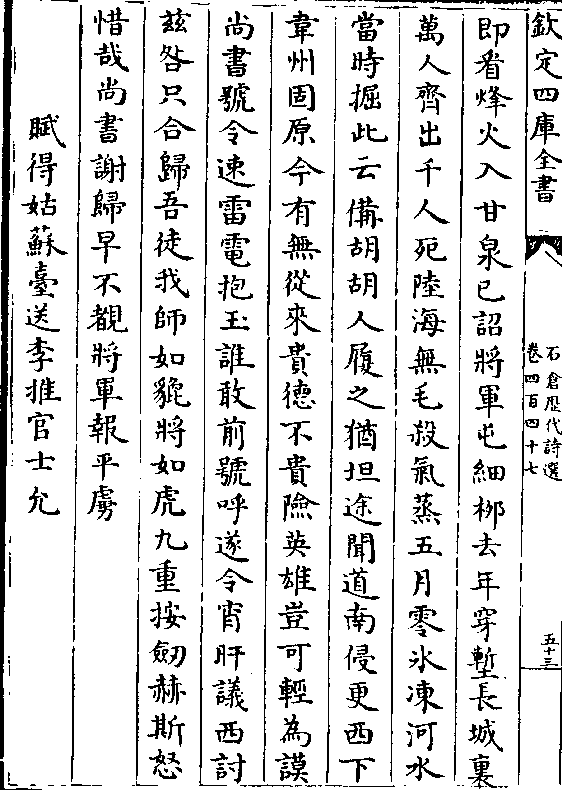 欽定四庫全書
石倉歴代詩選
卷四百四十七
五十三
即看烽火入甘泉已詔將軍屯細栁去年穿塹長城裏
萬人齊出千人死陸海無毛殺氣蒸五月零氷凍河水
當時掘此云備胡胡人履之猶坦途聞道南侵更西下
韋州固原今有無從來貴德不貴險英雄豈可輕為謨
尚書號令速雷電抱玉誰敢前號呼遂令宵旰議西討
兹咎只合歸吾徒我師如貔將如虎九重按劒赫斯怒
惜哉尚書謝歸早不覩將軍報平虜
賦得姑蘇臺送李推官士允